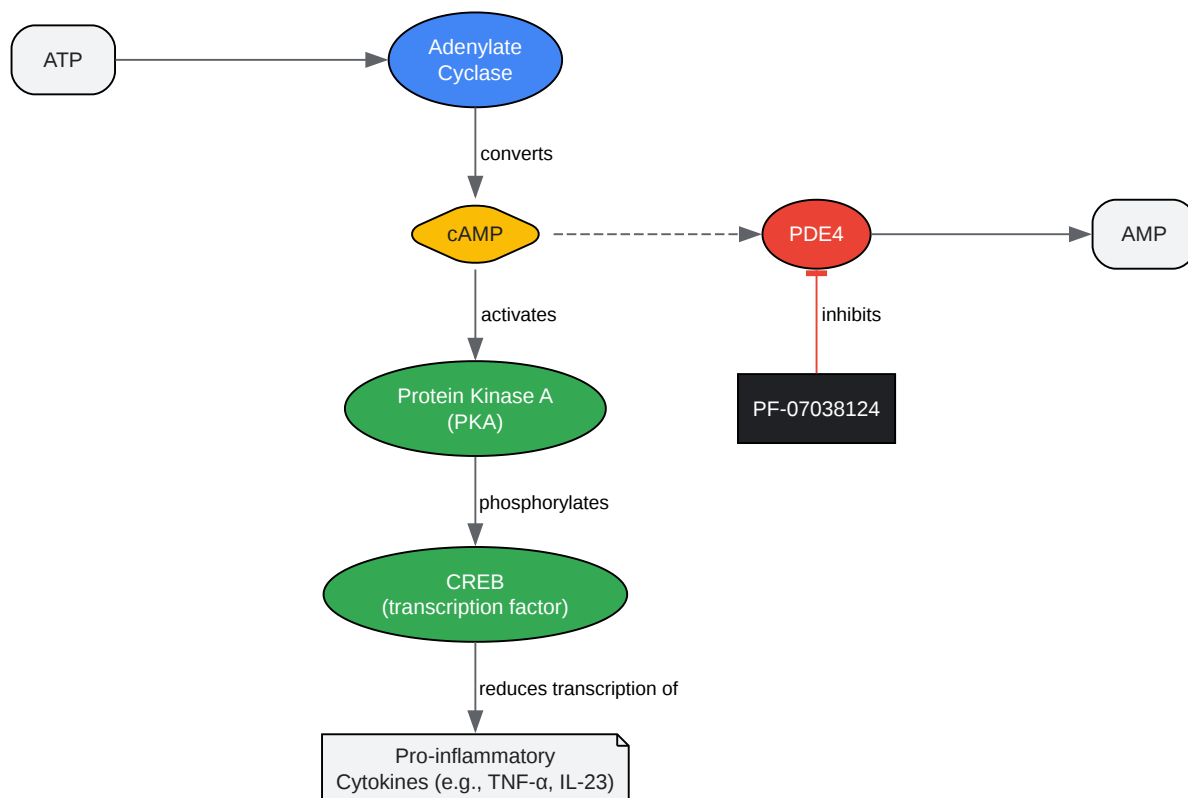 ATP
Adenylate
Cyclase
converts
cAMP
PDE4
AMP
activates
inhibits
Protein Kinase A
(PKA)
PF-07038124
phosphorylates
CREB
(transcription factor)
reduces transcription of
Pro-inflammatory
Cytokines (e.g., TNF-α, IL-23)